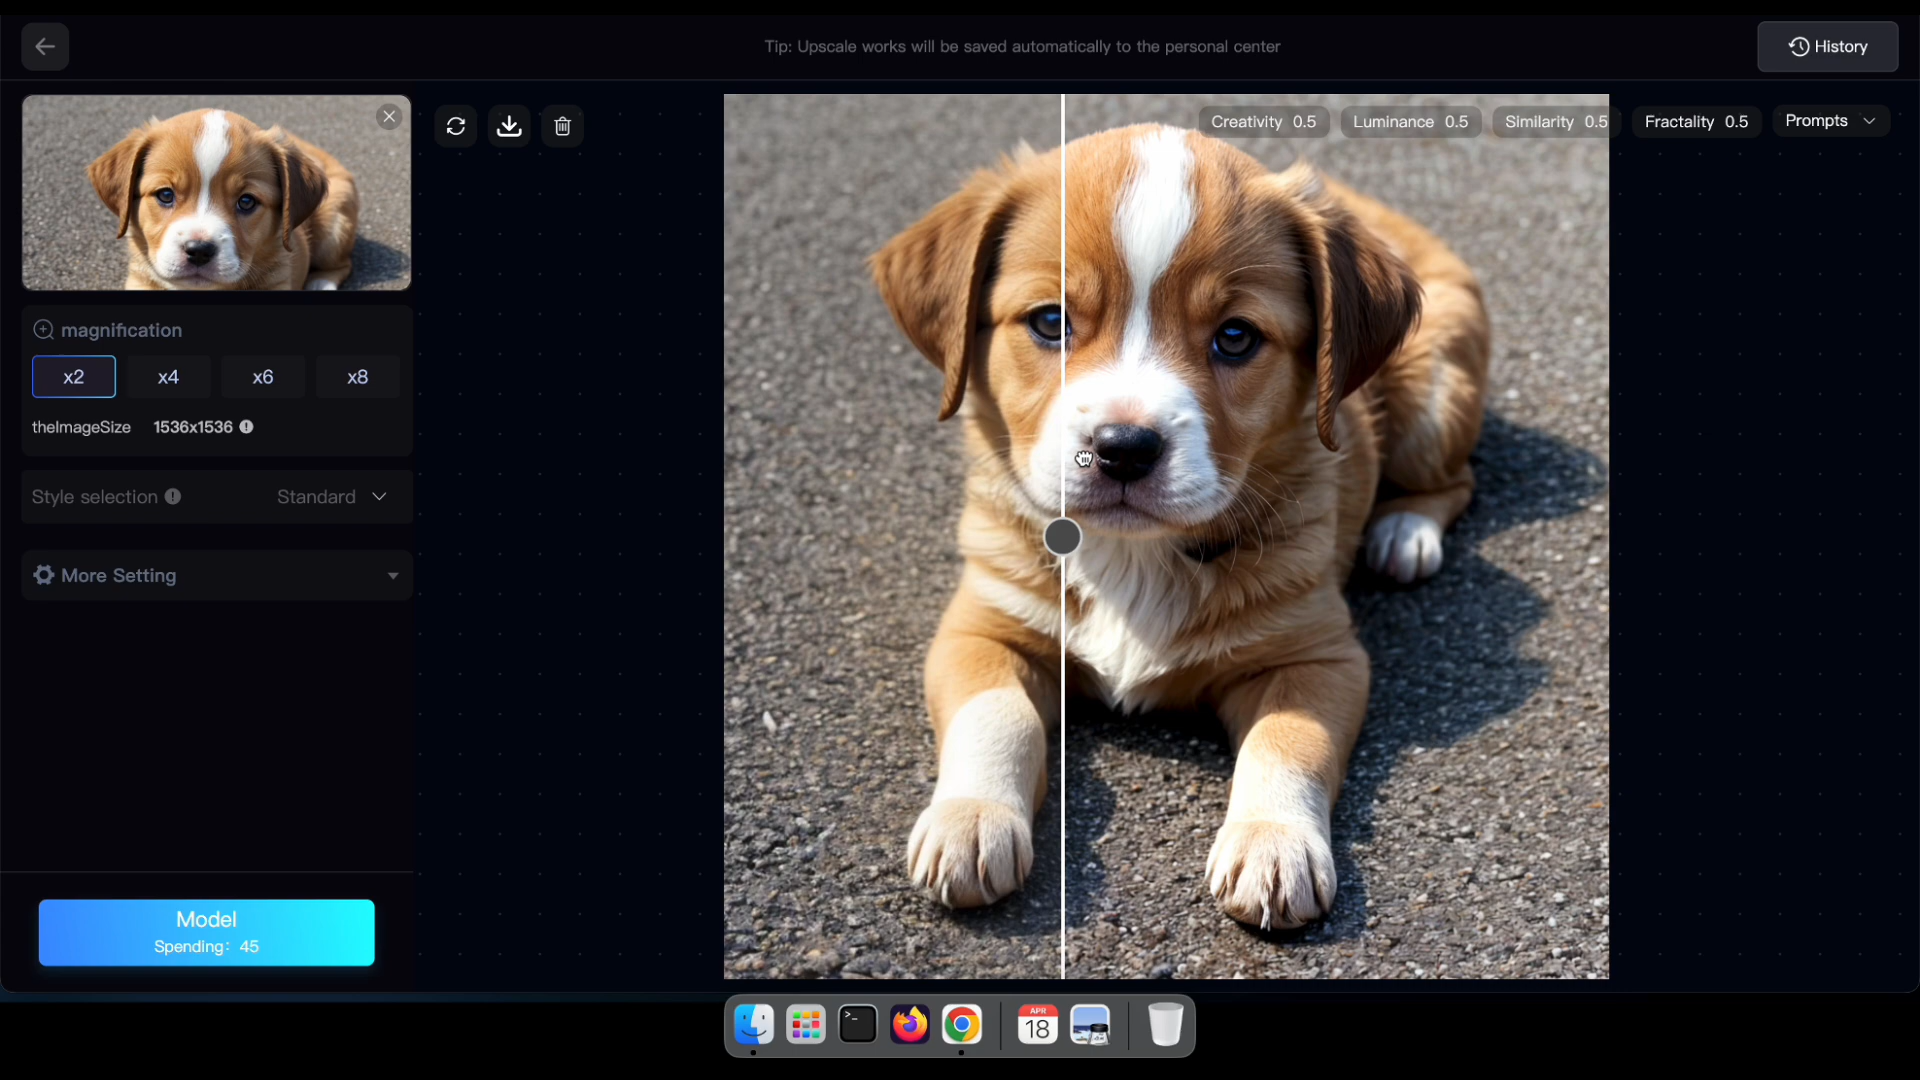 Tip: Upscale works will be saved automatically to the personal center
History
Creativity 0.5
Luminance 0.5
Similarity 0.5
Fractality 0.5
Prompts
magnification
x2
x4
x6
x8
theImageSize 1536x1536
Style selection
Standard
More Setting
Model
Spending: 45
>_
APR
18